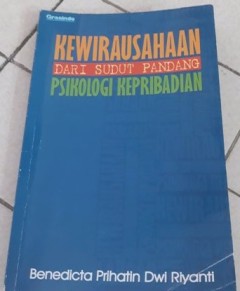 Grasindo
KEWIRAUSAHAAN
DARI SUDUT PANDANG
PSIKOLOGI KEPRIBADIAN
Benedicta Prihatin Dwi Riyanti